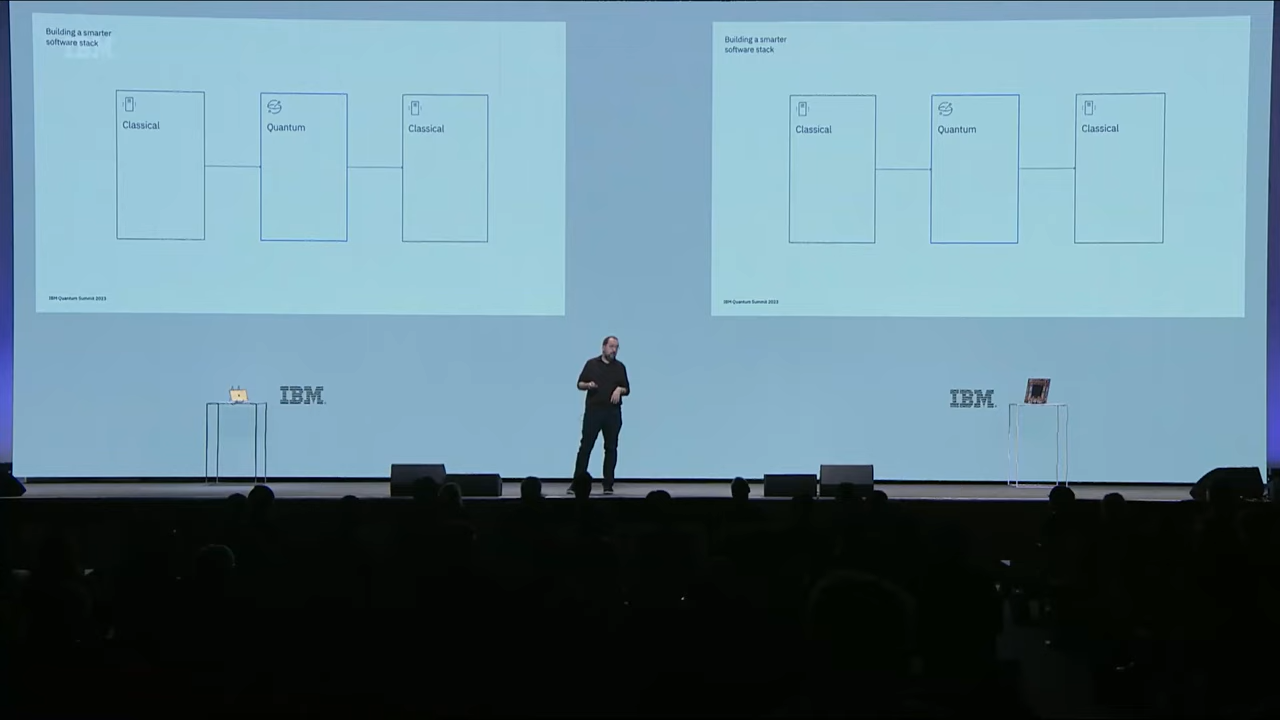 Building a smarter
software stack
IBM
Classical
Quantum
Classical
IBM Quantum Summit 2023
Building a smarter
software stack
Classical
Quantum
Classical
IBM Quantum Summit 2023
IBM
IBM